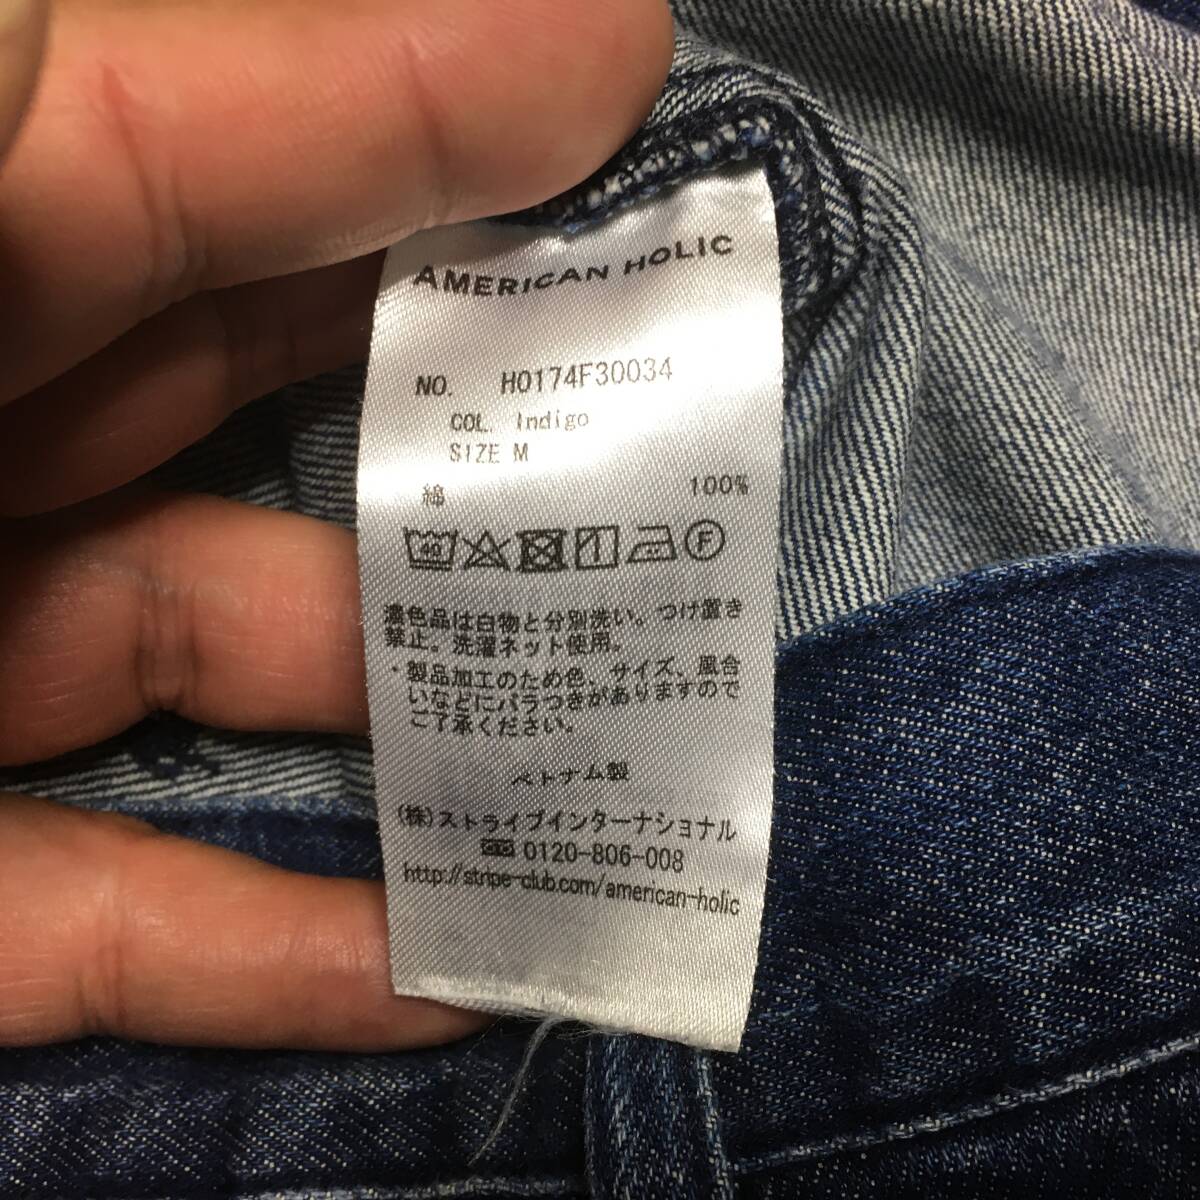 AMERICAN HOLIC
NO. H0174F30034
COL. Indigo
SIZE M
綿 100%
40 1 F
濃色品は白物と分別洗い。つけ置き
禁止。洗濯ネット使用。
・製品加工のため色、サイズ、風合
いなどにバラつきがありますので
ご了承ください。
ベトナム製
(株)ストライプインターナショナル
0120-806-008
http://stripe-club.com/american-holic